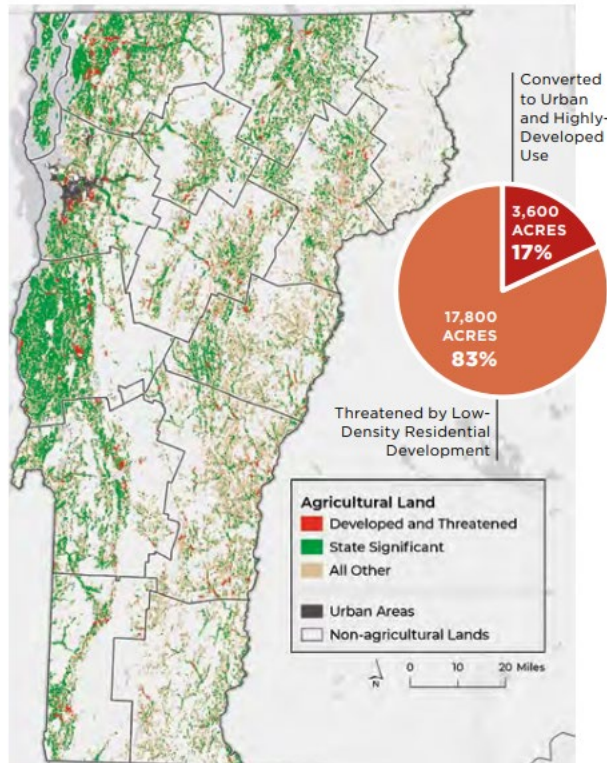 Converted
to Urban
and Highly-
Developed
Use
3,600
ACRES
17%
17,800
ACRES
83%
Threatened by Low-
Density Residential
Development
Agricultural Land
Developed and Threatened
State Significant
All Other
Urban Areas
Non-agricultural Lands
N
0 10 20 Miles